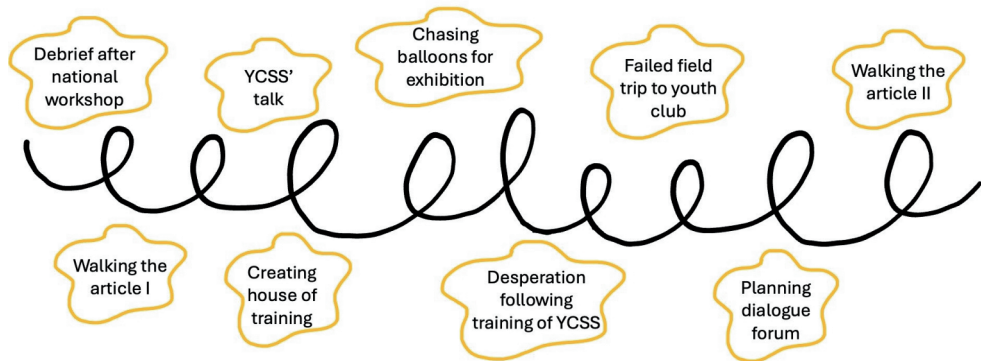 Debrief after
national
workshop
YCSS'
talk
Chasing
balloons for
exhibition
Failed field
trip to youth
club
Walking the
article II
Walking the
article I
Creating
house of
training
Desperation
following
training of YCSS
Planning
dialogue
forum